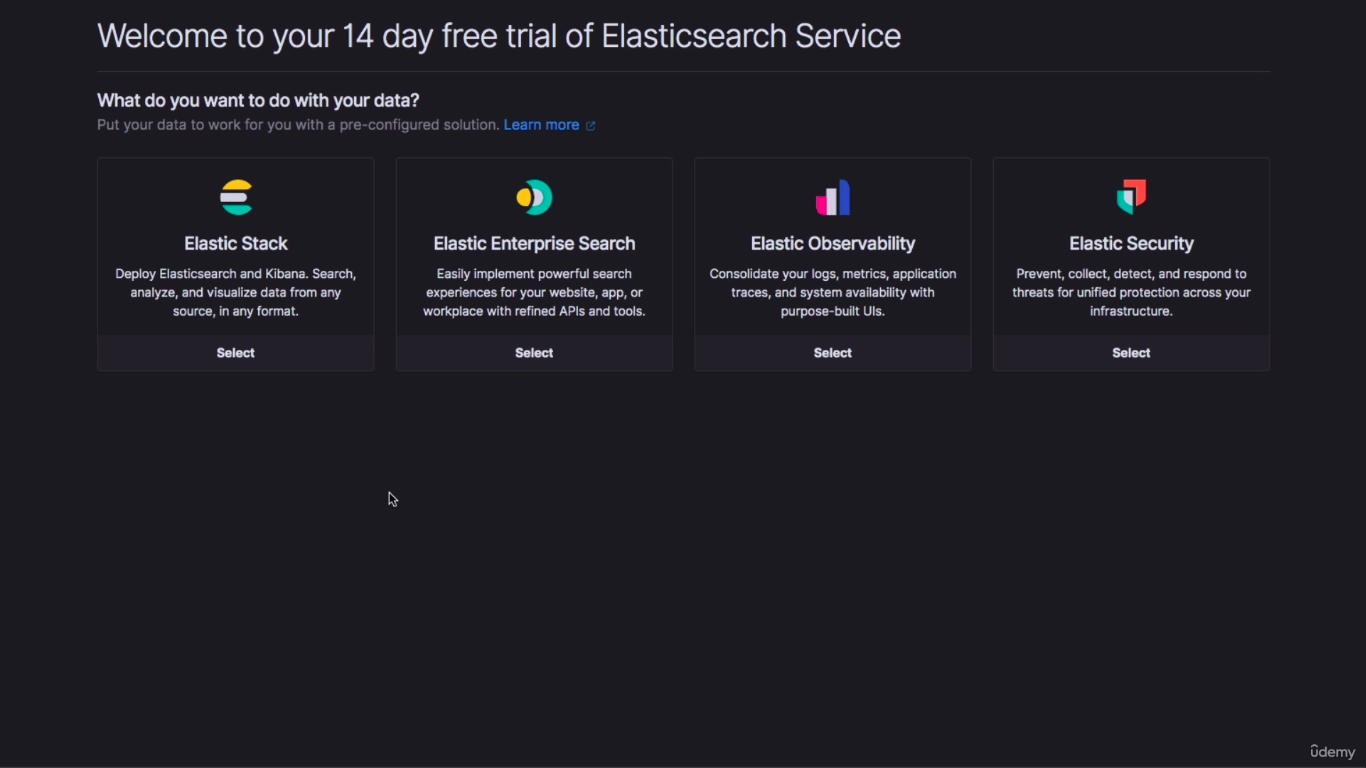 Welcome to your 14 day free trial of Elasticsearch Service
What do you want to do with your data?
Put your data to work for you with a pre-configured solution. Learn more
Elastic Stack
Deploy Elasticsearch and Kibana. Search,
analyze, and visualize data from any
source, in any format.
Select
Elastic Enterprise Search
Easily implement powerful search
experiences for your website, app, or
workplace with refined APIs and tools.
Select
Elastic Observability
Consolidate your logs, metrics, application
traces, and system availability with
purpose-built UIs.
Select
Elastic Security
Prevent, collect, detect, and respond to
threats for unified protection across your
infrastructure.
Select
ûdemy